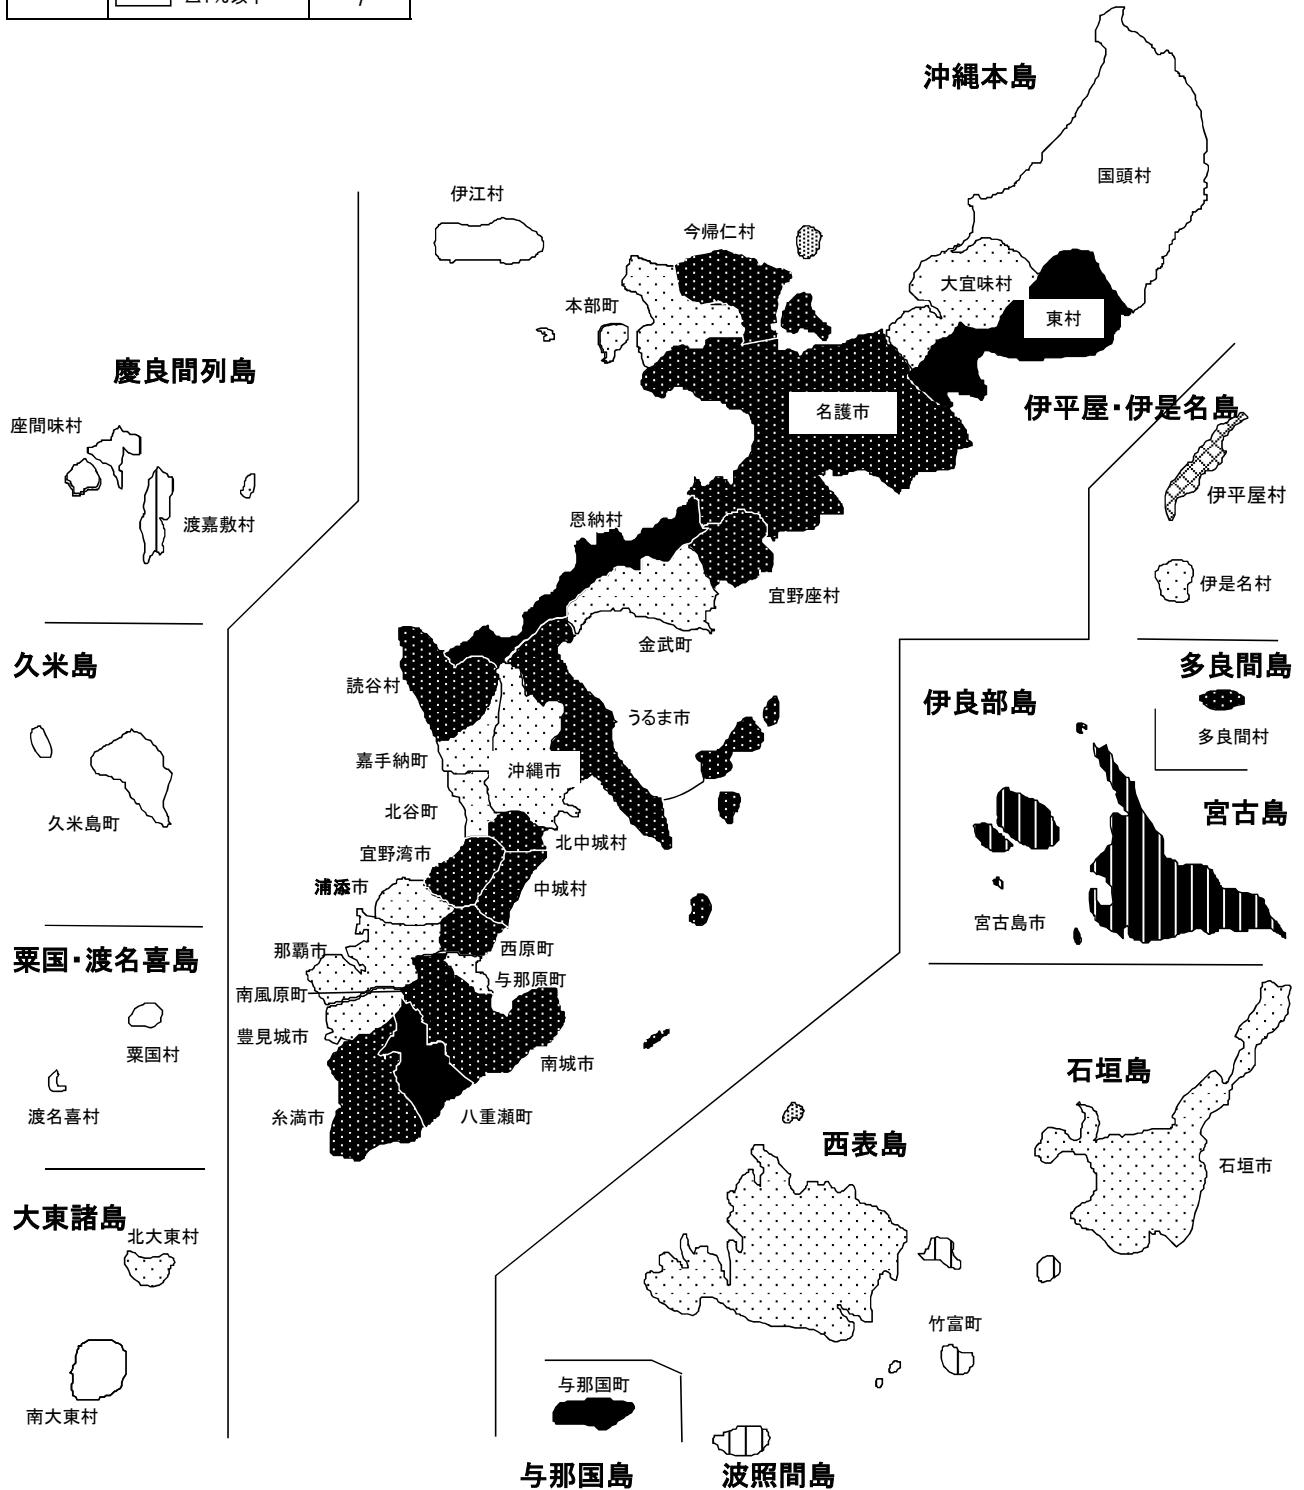 沖縄本島
国頭村
伊江村
今帰仁村
大宜味村
本部町
東村
慶良間列島
名護市
伊平屋・伊是名島
座間味村
伊平屋村
渡嘉敷村
恩納村
伊是名村
宜野座村
金武町
久米島
多良間島
読谷村
伊良部島
うるま市
多良間村
嘉手納町
沖縄市
北谷町
宮古島
久米島町
北中城村
宜野湾市
浦添市
中城村
宮古島市
那覇市
西原町
粟国・渡名喜島
与那原町
南風原町
豊見城市
粟国村
南城市
石垣島
渡名喜村
糸満市
八重瀬町
西表島
石垣市
大東諸島
北大東村
竹富町
与那国町
南大東村
与那国島
波照間島